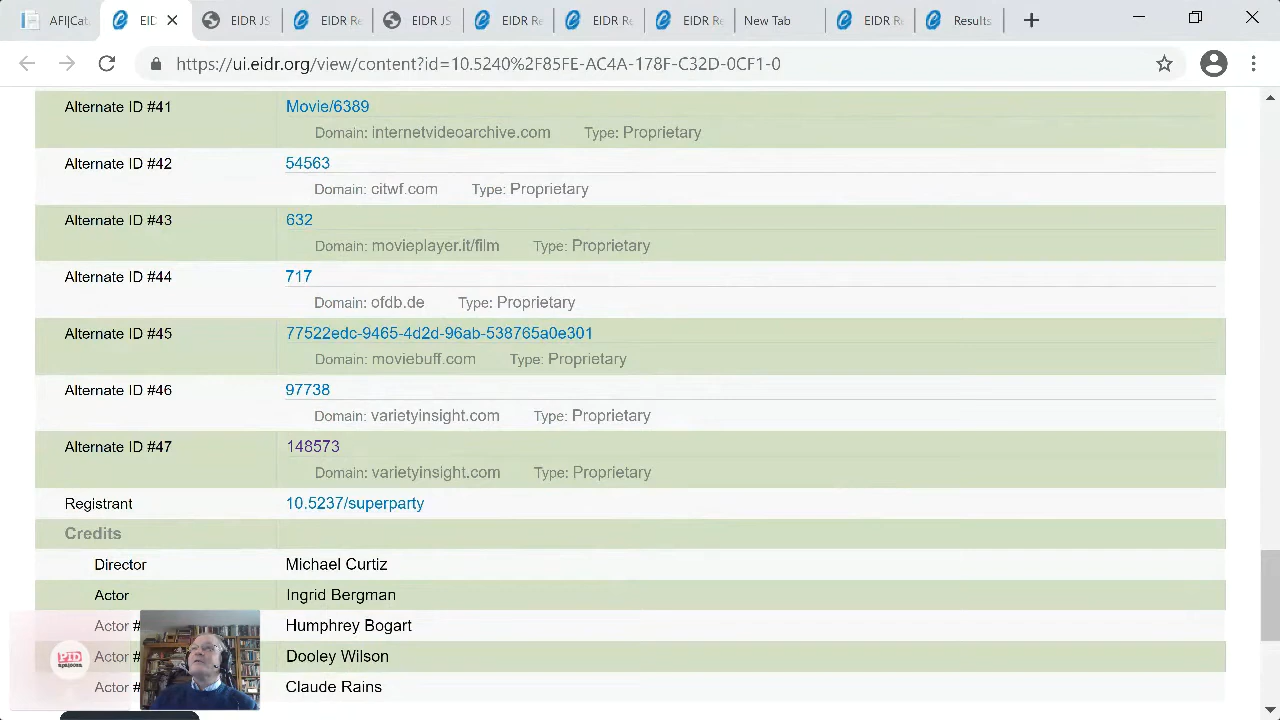 AFI|Cat
EID
EIDR JS
EIDR Re
EIDR JS
EIDR Re
EIDR Re
EIDR R
New Tab
EIDR F
Results
https://ui.eidr.org/view/content?id=10.5240%2F85FE-AC4A-178F-C32D-0CF1-0
Alternate ID #41 Movie/6389
Domain: internetvideoarchive.com Type: Proprietary
Alternate ID #42 54563
Domain: citwf.com Type: Proprietary
Alternate ID #43 632
Domain: movieplayer.it/film Type: Proprietary
Alternate ID #44 717
Domain: ofdb.de Type: Proprietary
Alternate ID #45 77522edc-9465-4d2d-96ab-538765a0e301
Domain: moviebuff.com Type: Proprietary
Alternate ID #46 97738
Domain: varietyinsight.com Type: Proprietary
Alternate ID #47 148573
Domain: varietyinsight.com Type: Proprietary
Registrant 10.5237/superparty
Credits
Director Michael Curtiz
Actor Ingrid Bergman
Actor # Humphrey Bogart
Actor # Dooley Wilson
Actor # Claude Rains
PID